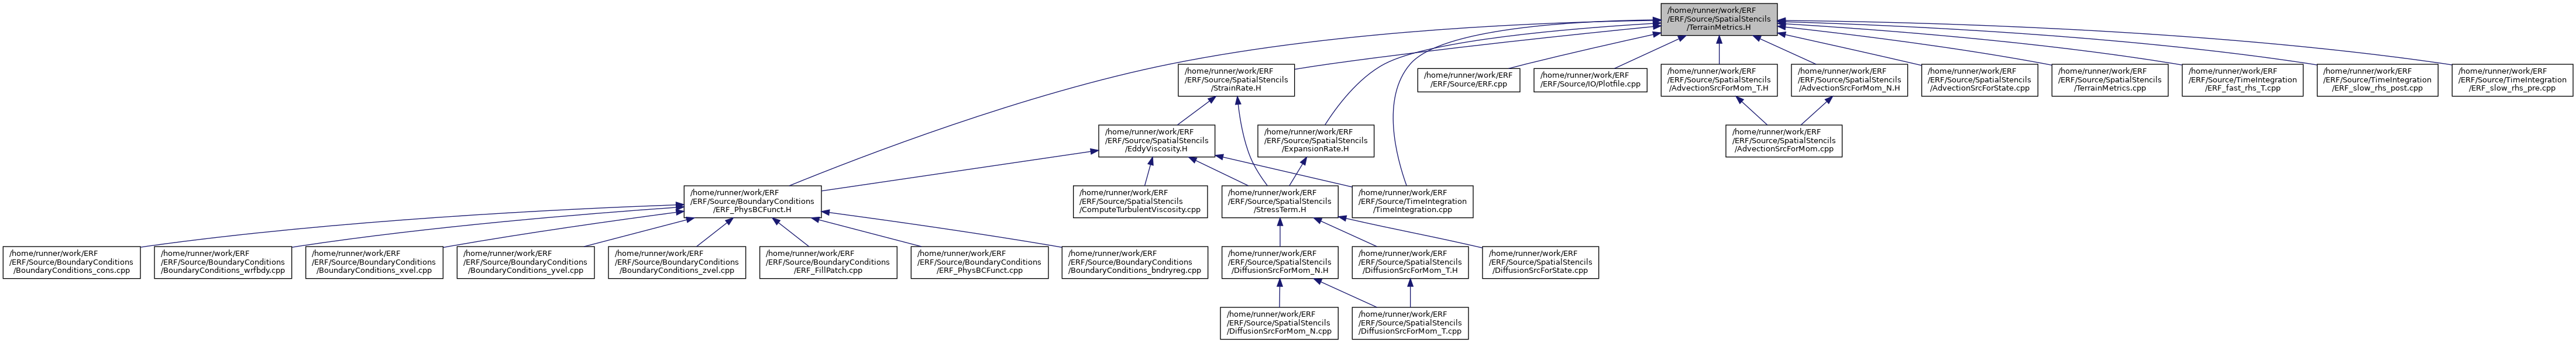 /home/runner/work/ERF
/ERF/Source/SpatialStencils
/TerrainMetrics.H
/home/runner/work/ERF
/ERF/Source/SpatialStencils
/StrainRate.H
/home/runner/work/ERF
/ERF/Source/ERF.cpp
/home/runner/work/ERF
/ERF/Source/IO/Plotfile.cpp
/home/runner/work/ERF
/ERF/Source/SpatialStencils
/AdvectionSrcForMom_T.H
/home/runner/work/ERF
/ERF/Source/SpatialStencils
/AdvectionSrcForMom_N.H
/home/runner/work/ERF
/ERF/Source/SpatialStencils
/AdvectionSrcForState.cpp
/home/runner/work/ERF
/ERF/Source/SpatialStencils
/TerrainMetrics.cpp
/home/runner/work/ERF
/ERF/Source/TimeIntegration
/ERF_fast_rhs_T.cpp
/home/runner/work/ERF
/ERF/Source/TimeIntegration
/ERF_slow_rhs_post.cpp
/home/runner/work/ERF
/ERF/Source/TimeIntegration
/ERF_slow_rhs_pre.cpp
/home/runner/work/ERF
/ERF/Source/SpatialStencils
/EddyViscosity.H
/home/runner/work/ERF
/ERF/Source/SpatialStencils
/ExpansionRate.H
/home/runner/work/ERF
/ERF/Source/SpatialStencils
/AdvectionSrcForMom.cpp
/home/runner/work/ERF
/ERF/Source/BoundaryConditions
/ERF_PhysBCFunct.H
/home/runner/work/ERF
/ERF/Source/SpatialStencils
/ComputeTurbulentViscosity.cpp
/home/runner/work/ERF
/ERF/Source/SpatialStencils
/StressTerm.H
/home/runner/work/ERF
/ERF/Source/TimeIntegration
/TimeIntegration.cpp
/home/runner/work/ERF
/ERF/Source/BoundaryConditions
/BoundaryConditions_cons.cpp
/home/runner/work/ERF
/ERF/Source/BoundaryConditions
/BoundaryConditions_wrfbdy.cpp
/home/runner/work/ERF
/ERF/Source/BoundaryConditions
/BoundaryConditions_xvel.cpp
/home/runner/work/ERF
/ERF/Source/BoundaryConditions
/BoundaryConditions_yvel.cpp
/home/runner/work/ERF
/ERF/Source/BoundaryConditions
/BoundaryConditions_zvel.cpp
/home/runner/work/ERF
/ERF/Source/BoundaryConditions
/ERF_FillPatch.cpp
/home/runner/work/ERF
/ERF/Source/BoundaryConditions
/ERF_PhysBCFunct.cpp
/home/runner/work/ERF
/ERF/Source/BoundaryConditions
/BoundaryConditions_bndryreg.cpp
/home/runner/work/ERF
/ERF/Source/SpatialStencils
/DiffusionSrcForMom_N.H
/home/runner/work/ERF
/ERF/Source/SpatialStencils
/DiffusionSrcForMom_T.H
/home/runner/work/ERF
/ERF/Source/SpatialStencils
/DiffusionSrcForState.cpp
/home/runner/work/ERF
/ERF/Source/SpatialStencils
/DiffusionSrcForMom_N.cpp
/home/runner/work/ERF
/ERF/Source/SpatialStencils
/DiffusionSrcForMom_T.cpp